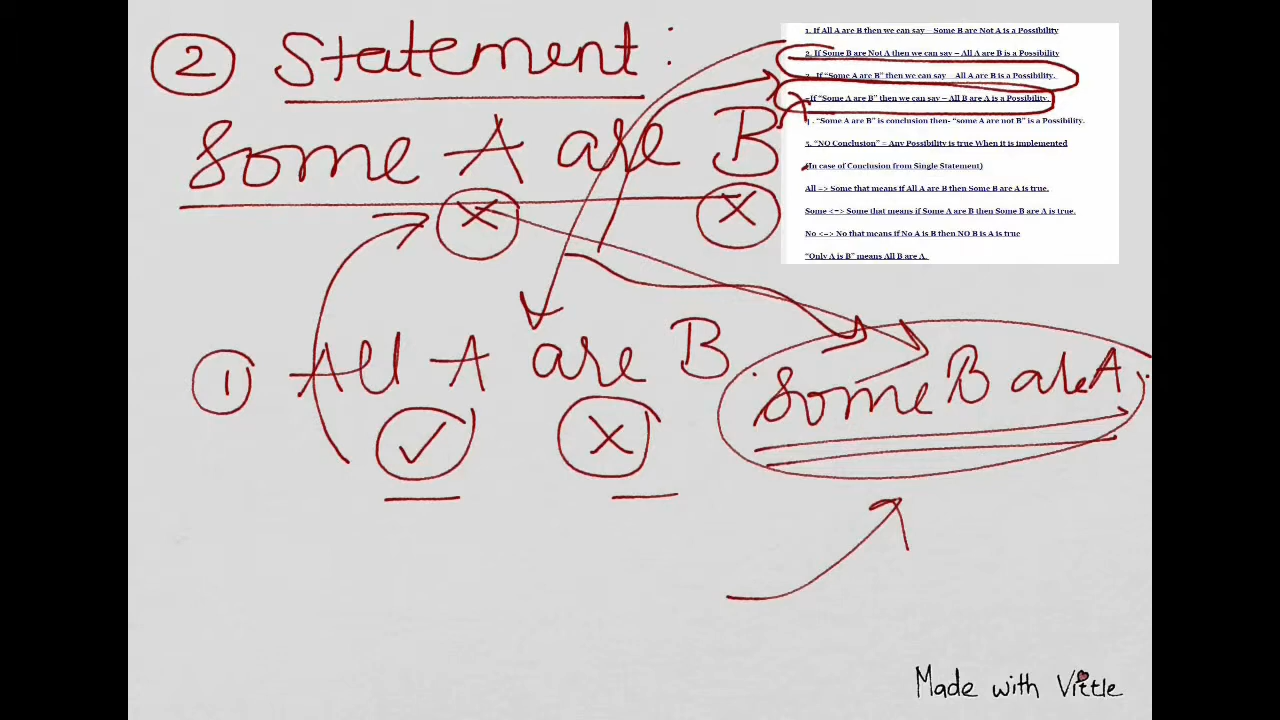 2 Statement :
Some A are B
1 All A are B
Some B are A
1. If All A are B then we can say – Some B are Not A is a Possibility
2. If Some B are Not A then we can say – All A are B is a Possibility
If “Some A are B” then we can say – All A are B is a Possibility.
If “Some A are B” then we can say – All B are A is a Possibility.
. “Some A are B” is conclusion then- “some A are not B” is a Possibility.
5. “NO Conclusion” = Any Possibility is true When it is implemented
(In case of Conclusion from Single Statement)
All => Some that means if All A are B then Some B are A is true.
Some <=> Some that means if Some A are B then Some B are A is true.
No <=> No that means if No A is B then NO B is A is true
“Only A is B” means All B are A.
Made with Vittle